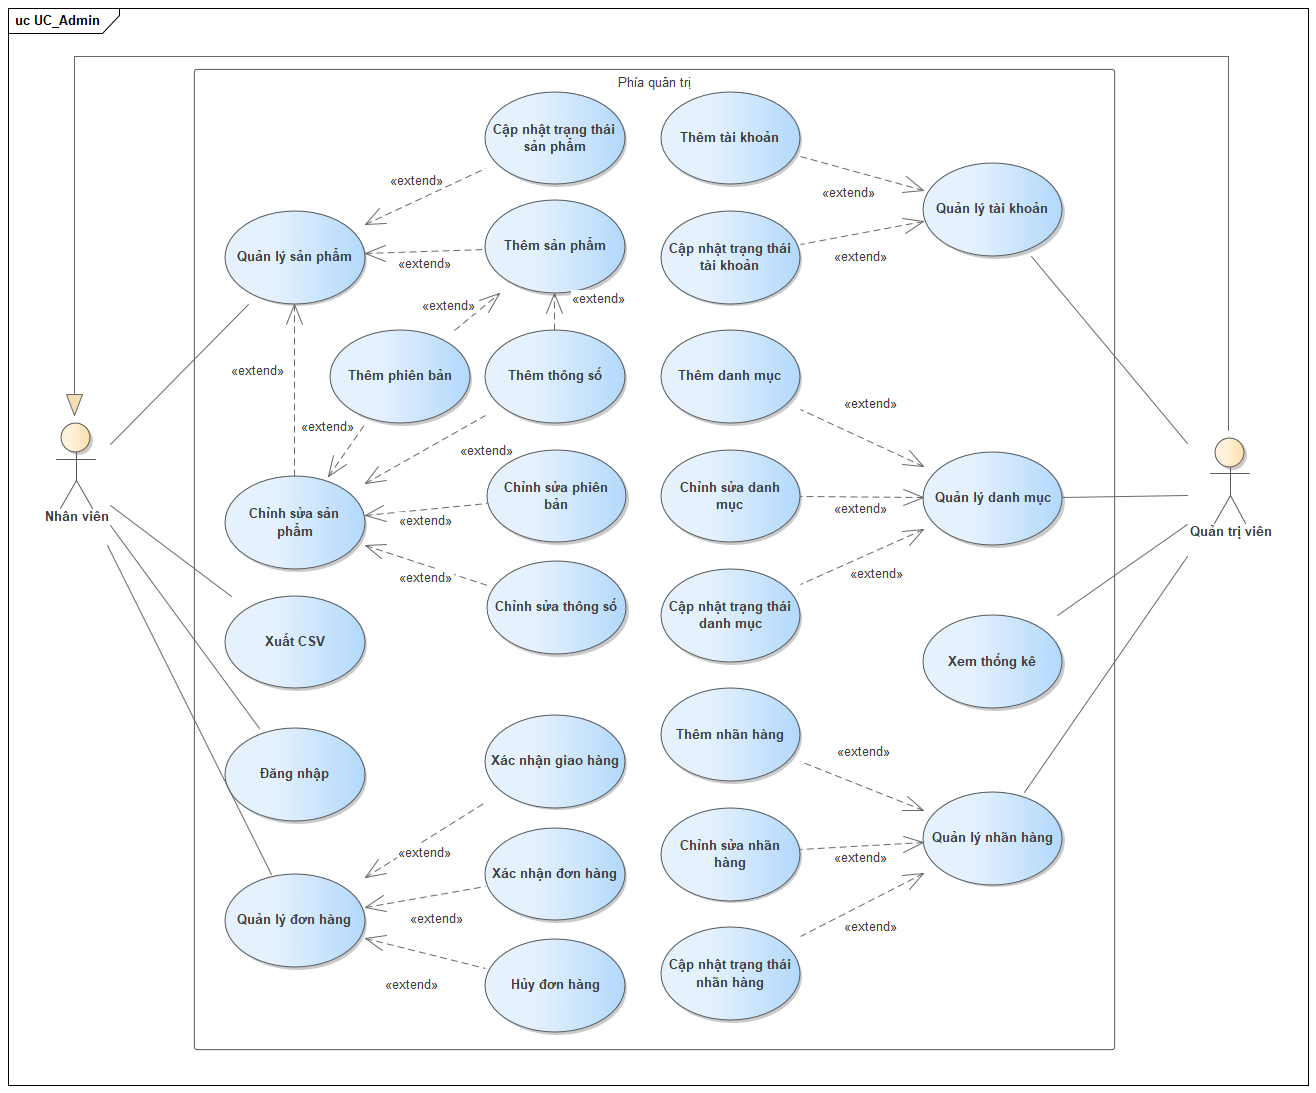 uc UC_Admin
Phía quản trị
Cập nhật trạng thái
sản phẩm
Thêm tài khoản
«extend»
«extend»
Quản lý tài khoản
Quản lý sản phẩm
Thêm sản phẩm
«extend»
Cập nhật trạng thái
tài khoản
«extend»
«extend»
«extend»
«extend»
Thêm phiên bản
Thêm thông số
Thêm danh mục
«extend»
«extend»
«extend»
Chỉnh sửa phiên
bản
Chỉnh sửa danh
mục
Quản lý danh mục
«extend»
Nhân viên
Chỉnh sửa sản
phẩm
«extend»
Quản trị viên
«extend»
«extend»
Chỉnh sửa thông số
Cập nhật trạng thái
danh mục
Xuất CSV
Xem thống kê
Thêm nhãn hàng
«extend»
Xác nhận giao hàng
Đăng nhập
«extend»
Chỉnh sửa nhãn
hàng
«extend»
Quản lý nhãn hàng
Xác nhận đơn hàng
Quản lý đơn hàng
«extend»
«extend»
Cập nhật trạng thái
nhãn hàng
«extend»
Hủy đơn hàng